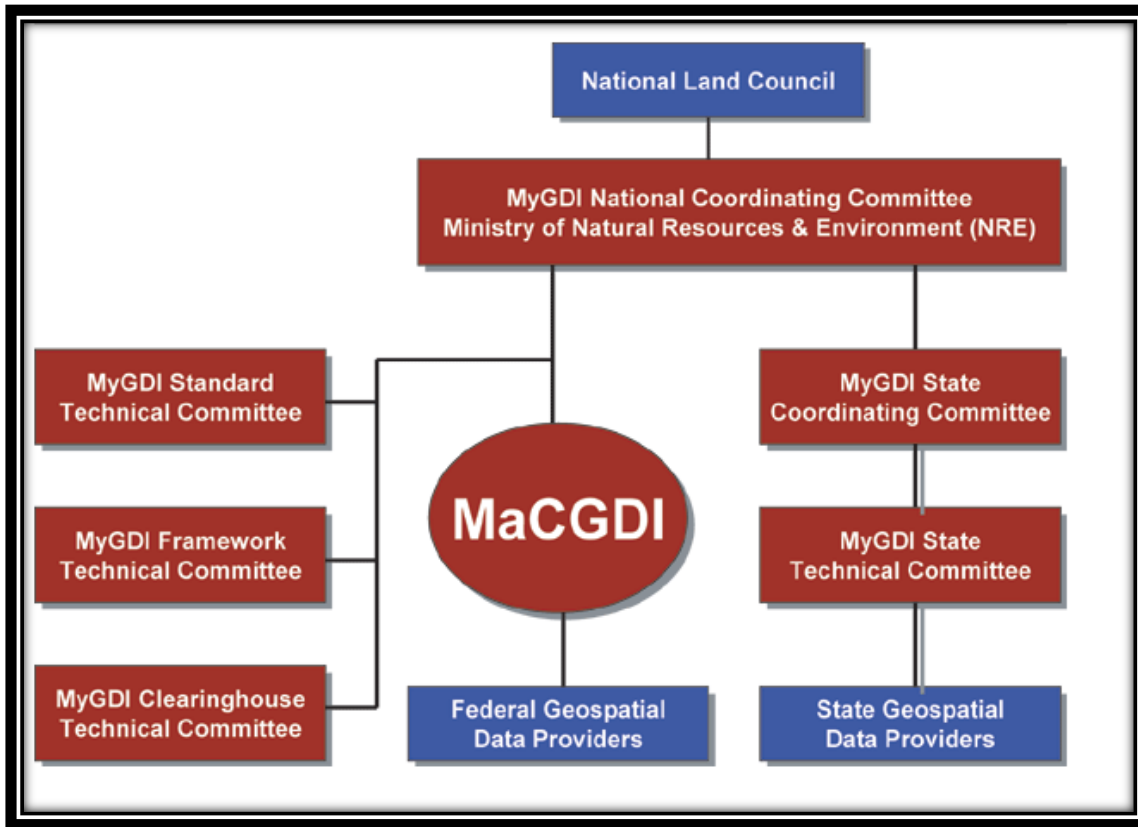 National Land Council
MyGDI National Coordinating Committee
Ministry of Natural Resources & Environment (NRE)
MyGDI Standard
Technical Committee
MyGDI State
Coordinating Committee
MaCGDI
MyGDI Framework
Technical Committee
MyGDI State
Technical Committee
MyGDI Clearinghouse
Technical Committee
Federal Geospatial
Data Providers
State Geospatial
Data Providers